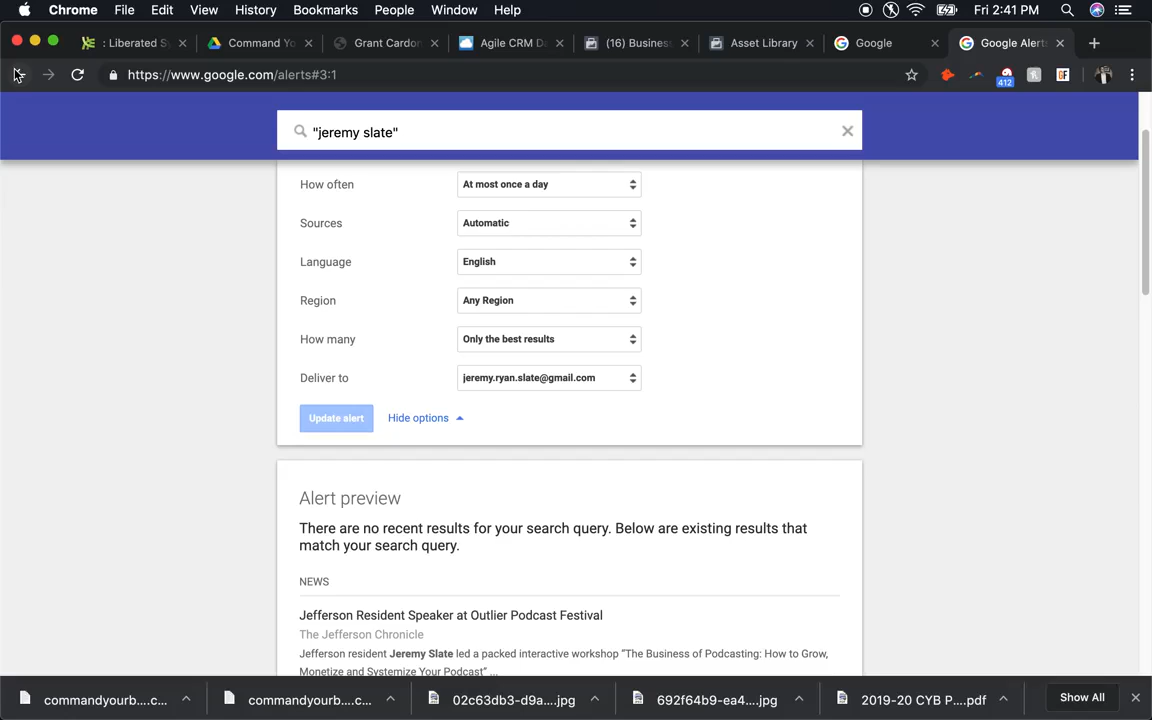 Chrome File Edit View History Bookmarks People Window Help Fri 2:41 PM
: Liberated S Command Yo Grant Cardon Agile CRM Da (16) Busines Asset Library Google Google Alerts
https://www.google.com/alerts#3:1 412 GF
"jeremy slate"
How often At most once a day
Sources Automatic
Language English
Region Any Region
How many Only the best results
Deliver to jeremy.ryan.slate@gmail.com
Update alert Hide options
Alert preview
There are no recent results for your search query. Below are existing results that
match your search query.
NEWS
Jefferson Resident Speaker at Outlier Podcast Festival
The Jefferson Chronicle
Jefferson resident Jeremy Slate led a packed interactive workshop “The Business of Podcasting: How to Grow,
Monetize and Systemize Your Podcast” ...
commandyourb....c... commandyourb....c... 02c63db3-d9a....jpg 692f64b9-ea4....jpg 2019-20 CYB P....pdf Show All